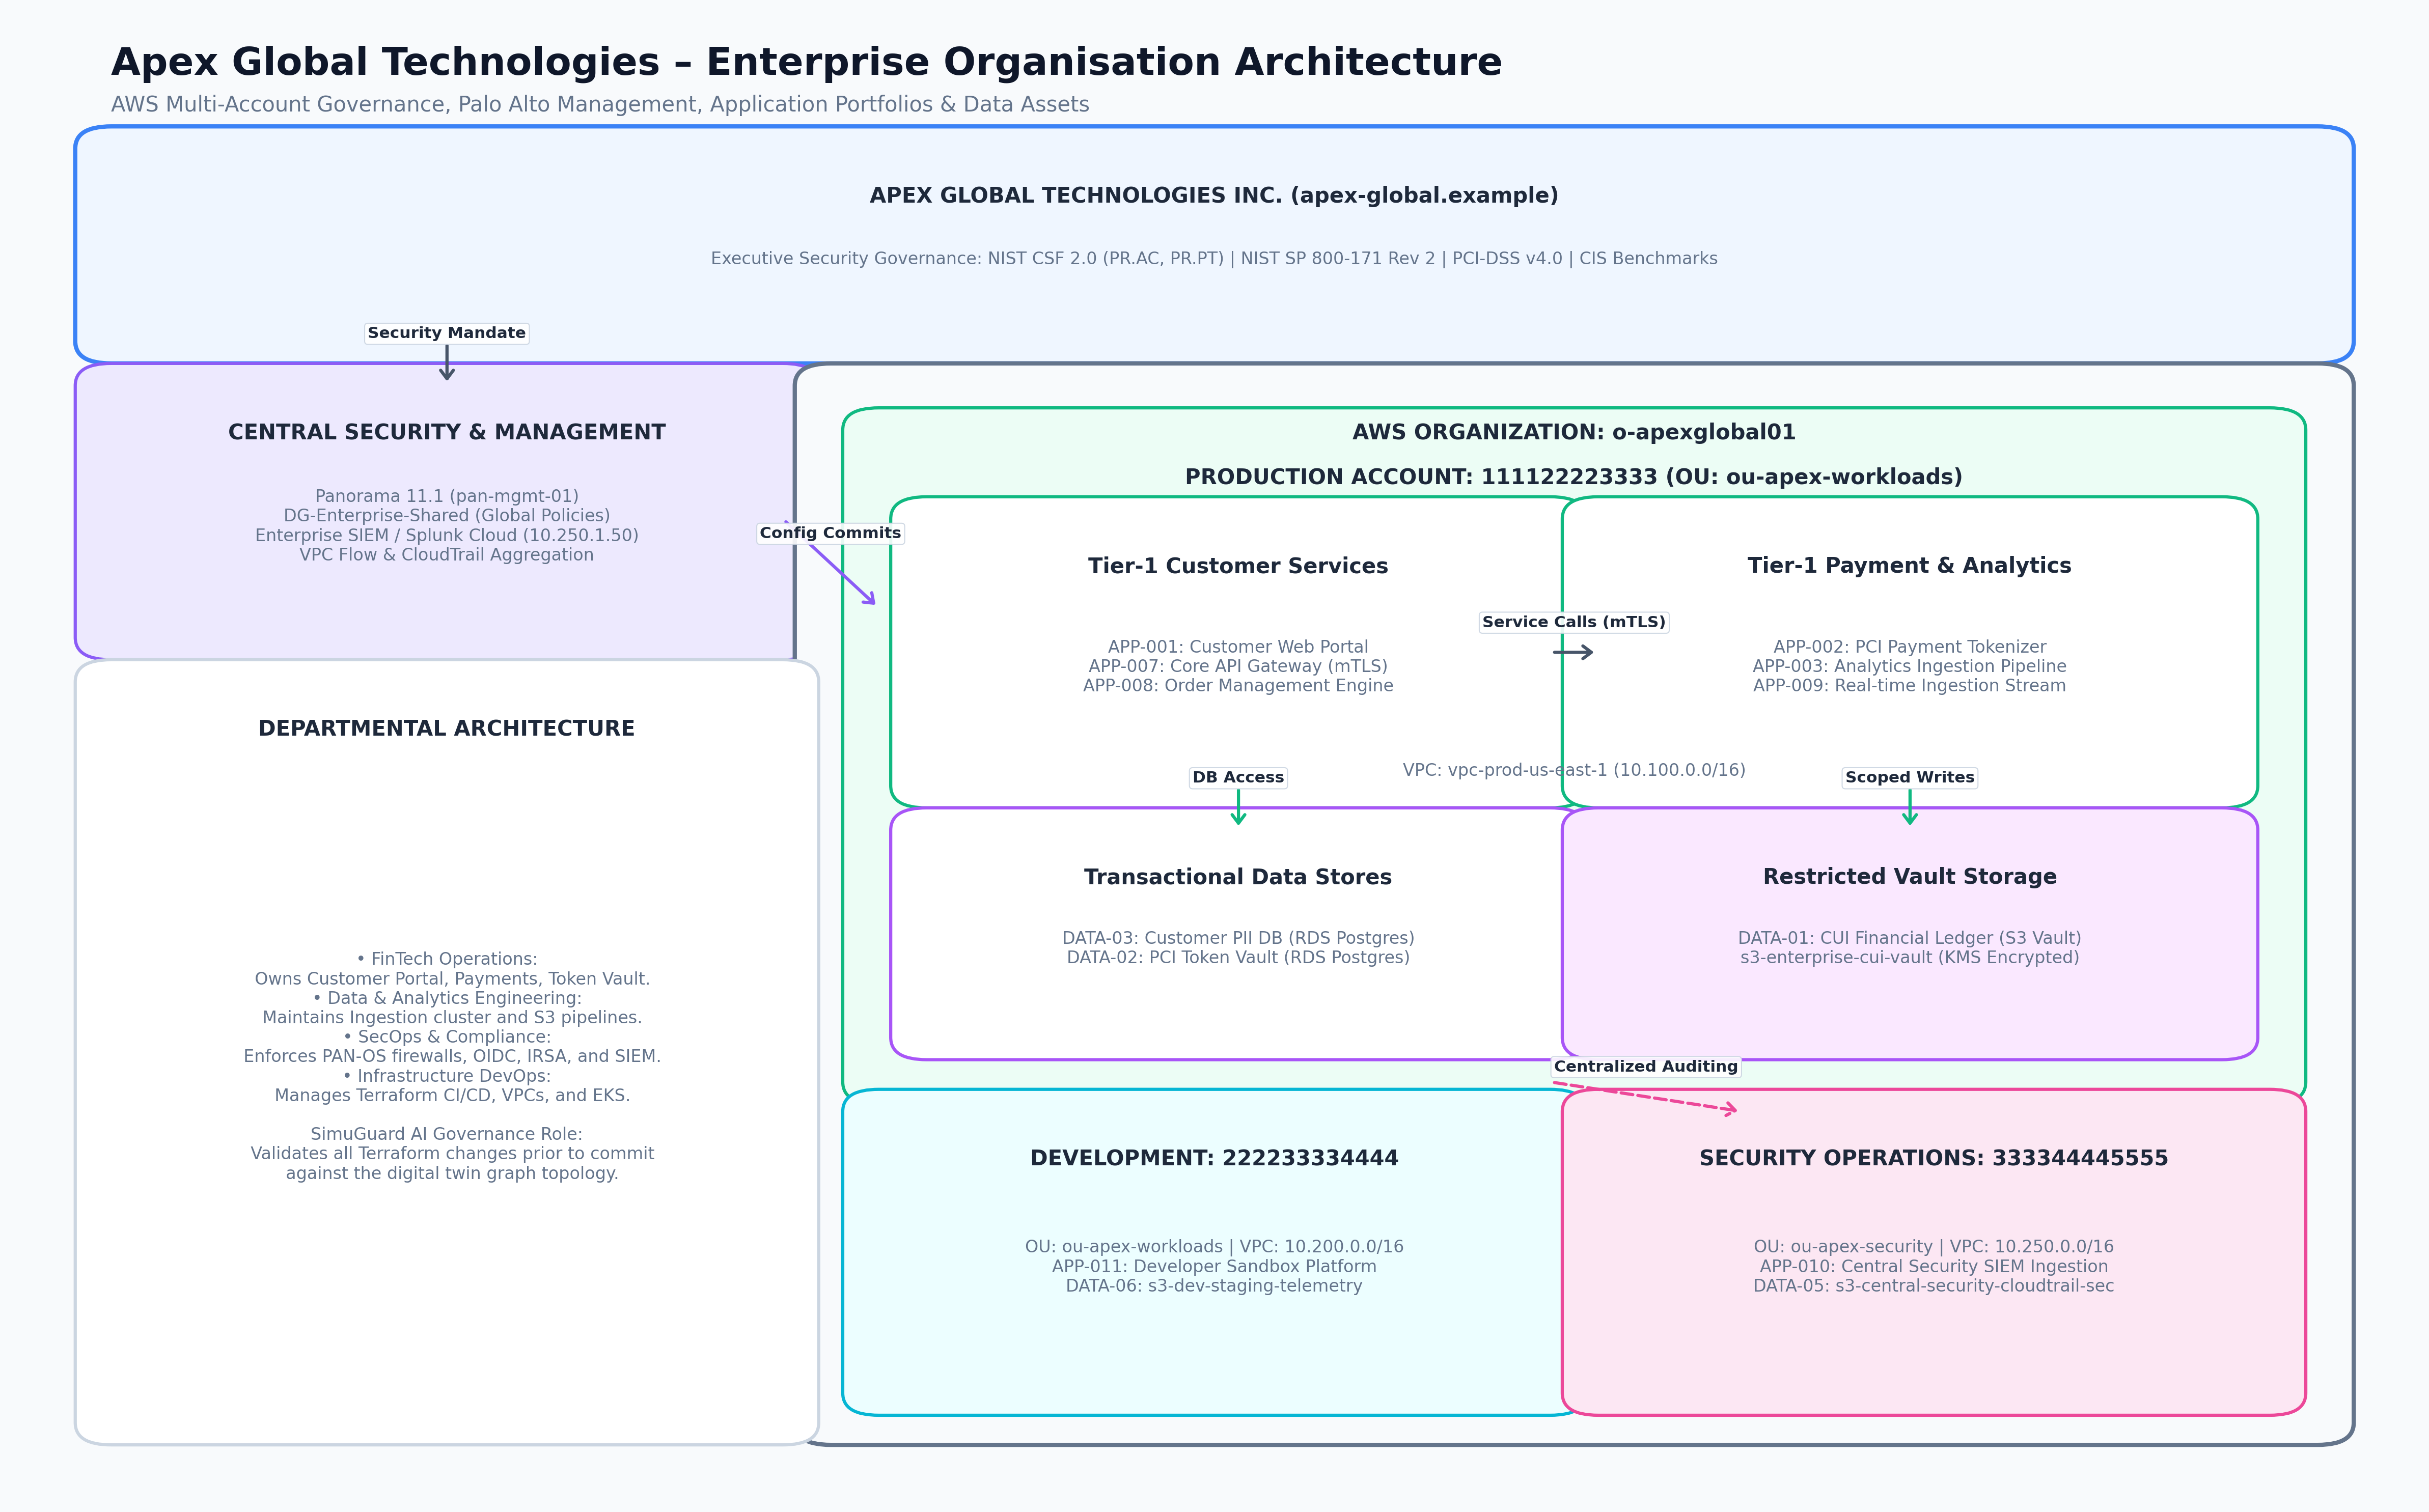 Apex Global Technologies – Enterprise Organisation Architecture
AWS Multi-Account Governance, Palo Alto Management, Application Portfolios & Data Assets
APEX GLOBAL TECHNOLOGIES INC. (apex-global.example)
Executive Security Governance: NIST CSF 2.0 (PR.AC, PR.PT) | NIST SP 800-171 Rev 2 | PCI-DSS v4.0 | CIS Benchmarks
Security Mandate
CENTRAL SECURITY & MANAGEMENT
Panorama 11.1 (pan-mgmt-01)
DG-Enterprise-Shared (Global Policies)
Enterprise SIEM / Splunk Cloud (10.250.1.50)
VPC Flow & CloudTrail Aggregation
Config Commits
DEPARTMENTAL ARCHITECTURE
• FinTech Operations:
Owns Customer Portal, Payments, Token Vault.
• Data & Analytics Engineering:
Maintains Ingestion cluster and S3 pipelines.
• SecOps & Compliance:
Enforces PAN-OS firewalls, OIDC, IRSA, and SIEM.
• Infrastructure DevOps:
Manages Terraform CI/CD, VPCs, and EKS.
SimuGuard AI Governance Role:
Validates all Terraform changes prior to commit
against the digital twin graph topology.
AWS ORGANIZATION: o-apexglobal01
PRODUCTION ACCOUNT: 111122223333 (OU: ou-apex-workloads)
Tier-1 Customer Services
APP-001: Customer Web Portal
APP-007: Core API Gateway (mTLS)
APP-008: Order Management Engine
Service Calls (mTLS)
Tier-1 Payment & Analytics
APP-002: PCI Payment Tokenizer
APP-003: Analytics Ingestion Pipeline
APP-009: Real-time Ingestion Stream
VPC: vpc-prod-us-east-1 (10.100.0.0/16)
DB Access
Scoped Writes
Transactional Data Stores
DATA-03: Customer PII DB (RDS Postgres)
DATA-02: PCI Token Vault (RDS Postgres)
Restricted Vault Storage
DATA-01: CUI Financial Ledger (S3 Vault)
s3-enterprise-cui-vault (KMS Encrypted)
Centralized Auditing
DEVELOPMENT: 222233334444
OU: ou-apex-workloads | VPC: 10.200.0.0/16
APP-011: Developer Sandbox Platform
DATA-06: s3-dev-staging-telemetry
SECURITY OPERATIONS: 333344445555
OU: ou-apex-security | VPC: 10.250.0.0/16
APP-010: Central Security SIEM Ingestion
DATA-05: s3-central-security-cloudtrail-sec